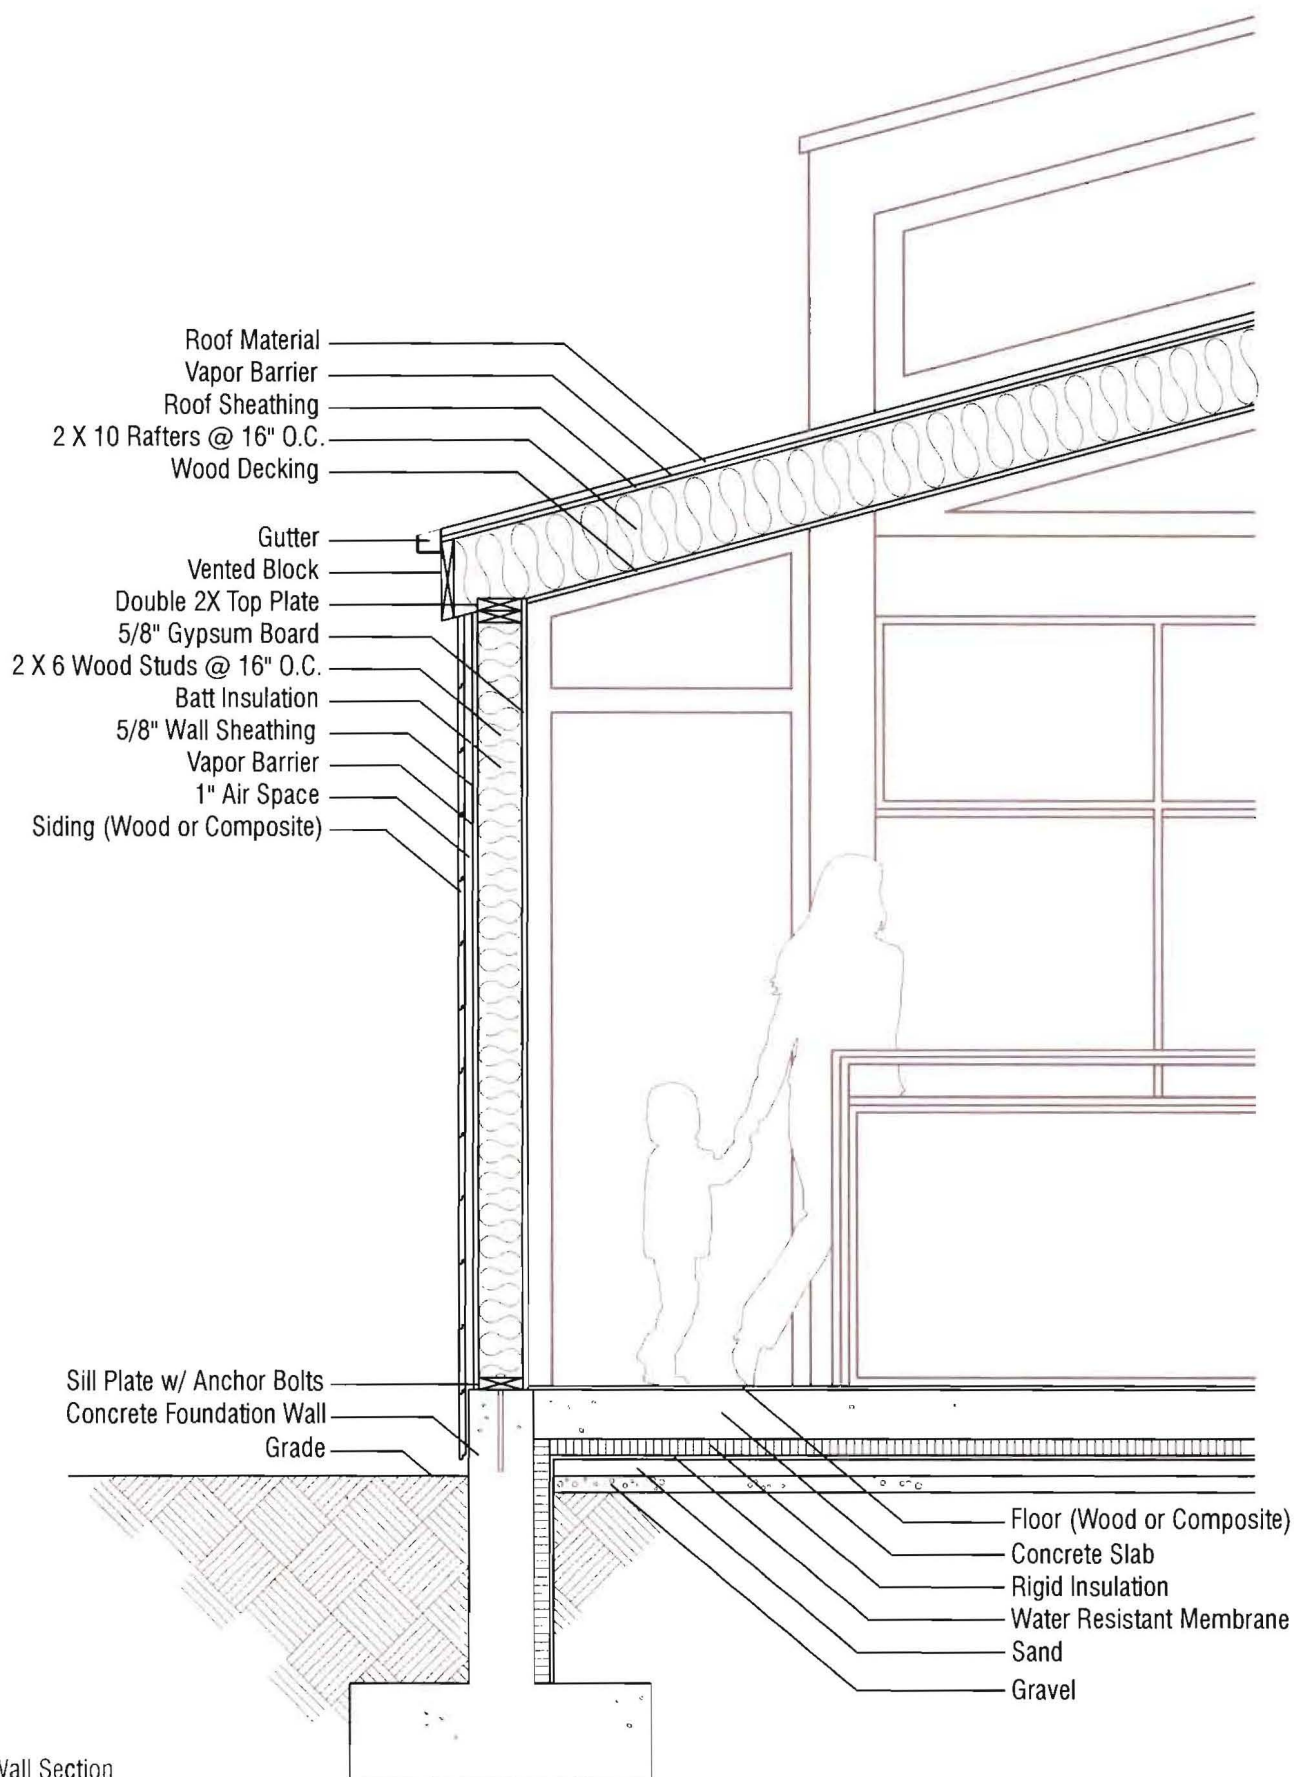 Roof Material
Vapor Barrier
Roof Sheathing
2 X 10 Rafters @ 16" O.C.
Wood Decking
Gutter
Vented Block
Double 2X Top Plate
5/8" Gypsum Board
2 X 6 Wood Studs @ 16" O.C.
Batt Insulation
5/8" Wall Sheathing
Vapor Barrier
1" Air Space
Siding (Wood or Composite)
Sill Plate w/ Anchor Bolts
Concrete Foundation Wall
Grade
Floor (Wood or Composite)
Concrete Slab
Rigid Insulation
Water Resistant Membrane
Sand
Gravel
Wall Section